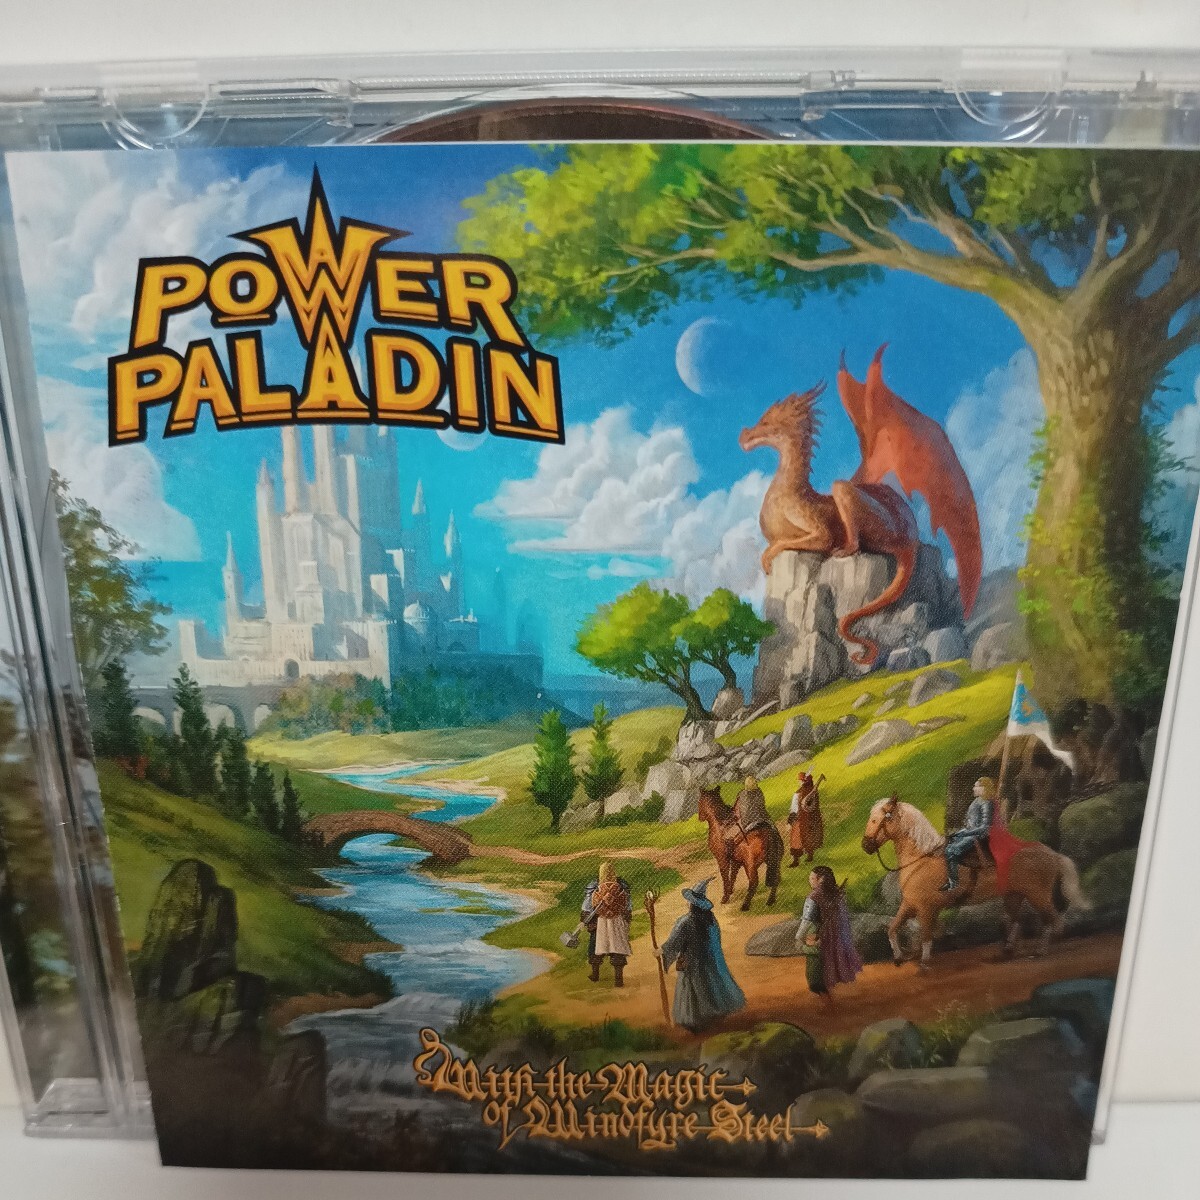 POWER
PALADIN
With the Magic
of Windfyre Steel